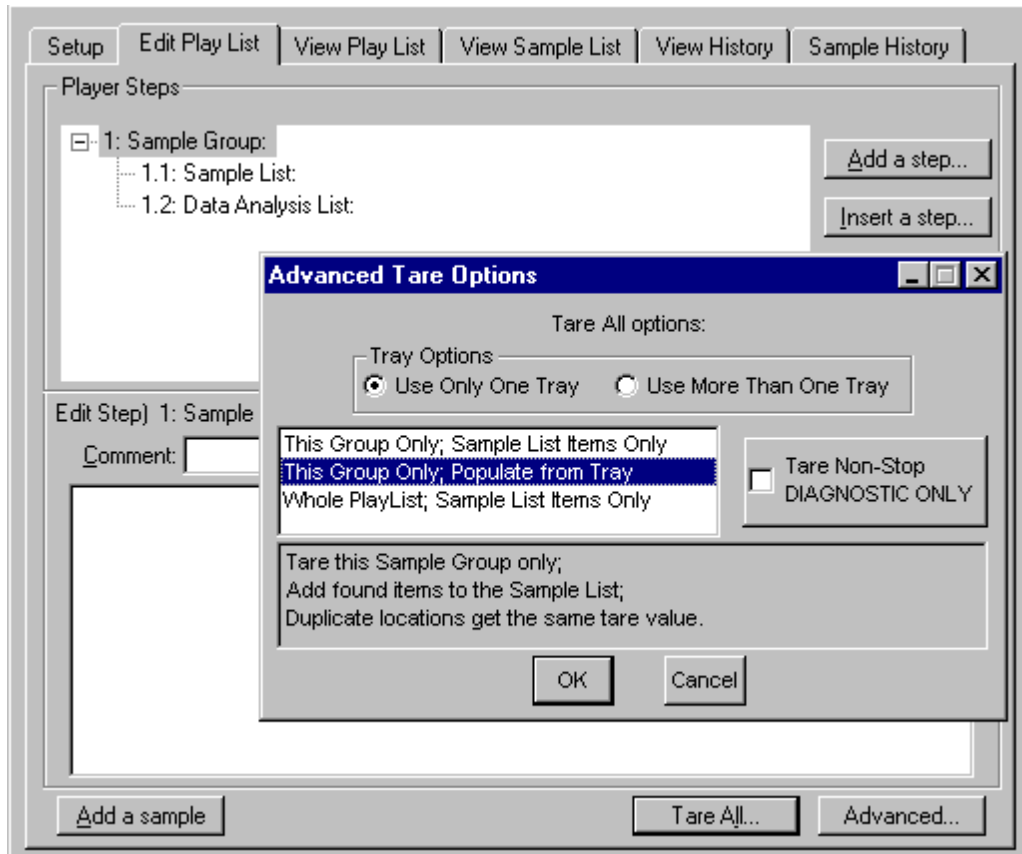 Setup
Edit Play List
View Play List
View Sample List
View History
Sample History
Player Steps
1: Sample Group:
1.1: Sample List:
1.2: Data Analysis List:
Add a step...
Insert a step...
Advanced Tare Options
Tare All options:
Tray Options
Use Only One Tray
Use More Than One Tray
Edit Step) 1: Sample
Comment:
This Group Only; Sample List Items Only
This Group Only; Populate from Tray
Whole PlayList; Sample List Items Only
Tare Non-Stop
DIAGNOSTIC ONLY
Tare this Sample Group only;
Add found items to the Sample List;
Duplicate locations get the same tare value.
OK
Cancel
Add a sample
Tare All...
Advanced...